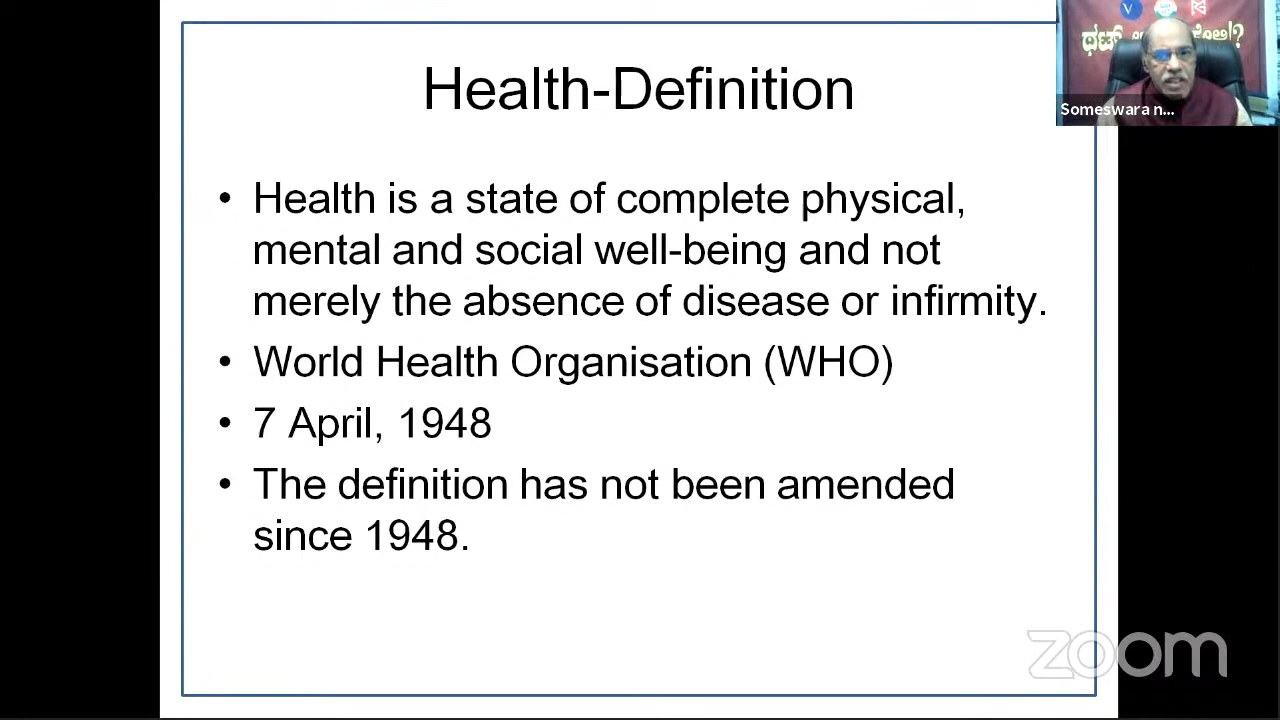 Health-Definition
• Health is a state of complete physical,
mental and social well-being and not
merely the absence of disease or infirmity.
• World Health Organisation (WHO)
• 7 April, 1948
• The definition has not been amended
since 1948.
V
Someswara n...
zoom